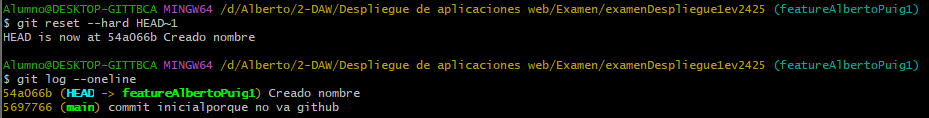 Alumno@DESKTOP-GITTBCA MINGW64 /d/Alberto/2-DAW/Despliegue de aplicaciones web/Examen/examenDespliegue1ev2425 (featureAlbertoPuig1)
$ git reset --hard HEAD~1
HEAD is now at 54a066b Creado nombre
Alumno@DESKTOP-GITTBCA MINGW64 /d/Alberto/2-DAW/Despliegue de aplicaciones web/Examen/examenDespliegue1ev2425 (featureAlbertoPuig1)
$ git log --oneline
54a066b (HEAD -> featureAlbertoPuig1) Creado nombre
5697766 (main) commit inicialporque no va github